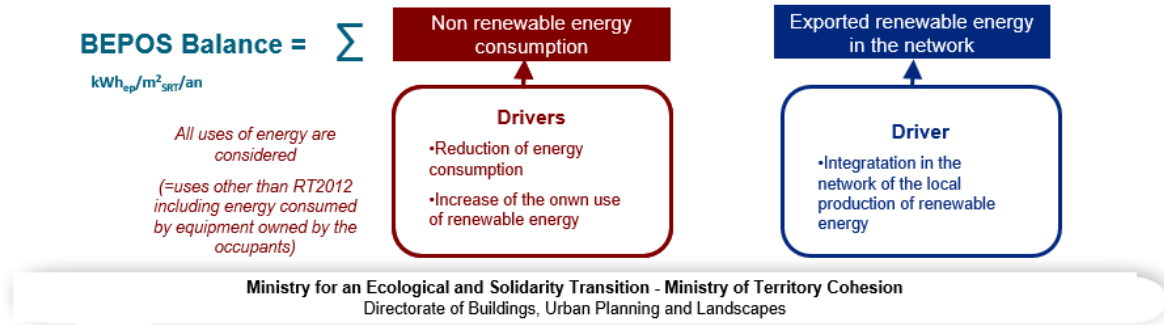 BEPOS Balance = ∑
kWhep/m²SRT/an
Non renewable energy
consumption
Exported renewable energy
in the network
All uses of energy are
considered
(=uses other than RT2012
including energy consumed
by equipment owned by the
occupants)
Drivers
•Reduction of energy
consumption
•Increase of the onwn use
of renewable energy
Driver
•Integratation in the
network of the local
production of renewable
energy
Ministry for an Ecological and Solidarity Transition - Ministry of Territory Cohesion
Directorate of Buildings, Urban Planning and Landscapes